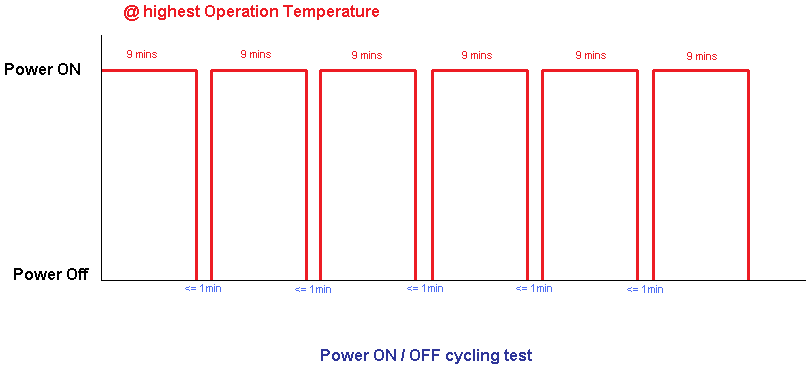 @ highest Operation Temperature
9 mins 9 mins 9 mins 9 mins 9 mins 9 mins
Power ON
Power Off
<= 1min <= 1min <= 1min <= 1min <= 1min
Power ON / OFF cycling test